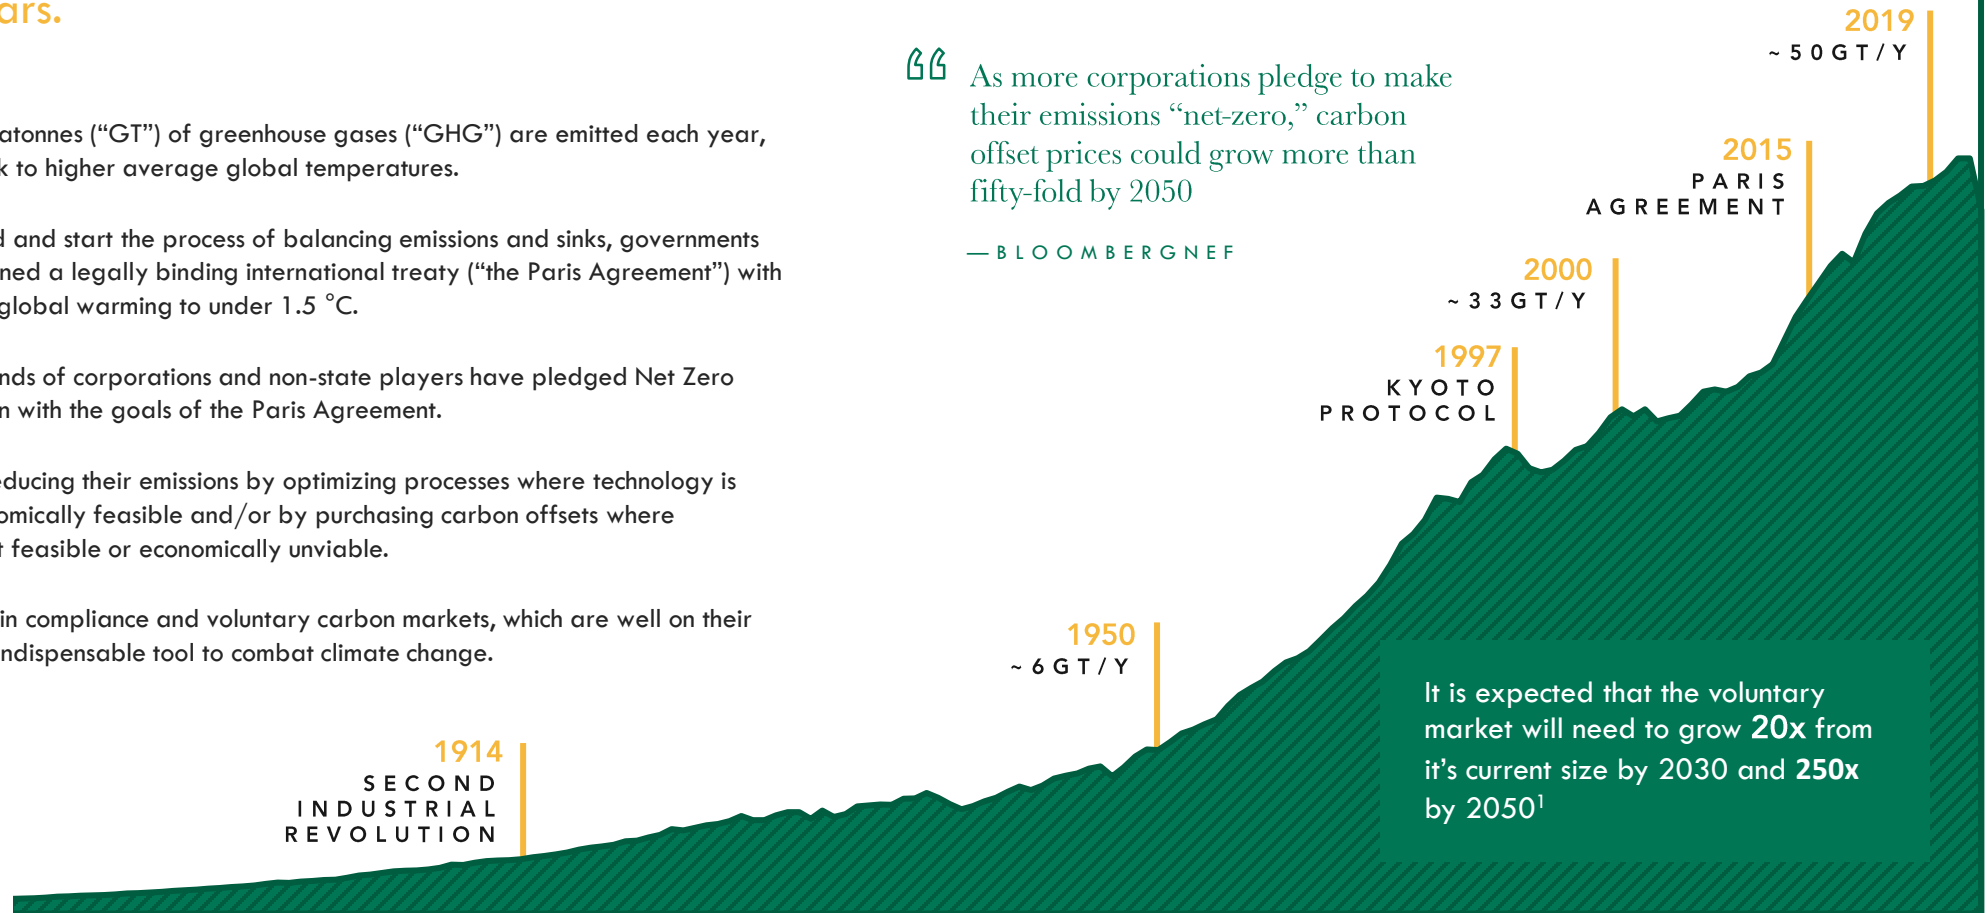 ars.
atonnes (“GT”) of greenhouse gases (“GHG”) are emitted each year,
k to higher average global temperatures.
d and start the process of balancing emissions and sinks, governments
ned a legally binding international treaty (“the Paris Agreement”) with
global warming to under 1.5 °C.
nds of corporations and non-state players have pledged Net Zero
n with the goals of the Paris Agreement.
educing their emissions by optimizing processes where technology is
omically feasible and/or by purchasing carbon offsets where
t feasible or economically unviable.
in compliance and voluntary carbon markets, which are well on their
ndispensable tool to combat climate change.
“ As more corporations pledge to make
their emissions “net-zero,” carbon
offset prices could grow more than
fifty-fold by 2050
—BLOOMBERGNEF
1914
SECOND
INDUSTRIAL
REVOLUTION
1950
~6GT/Y
1997
KYOTO
PROTOCOL
2000
~33GT/Y
2015
PARIS
AGREEMENT
2019
~50GT/Y
It is expected that the voluntary
market will need to grow 20x from
it’s current size by 2030 and 250x
by 2050¹